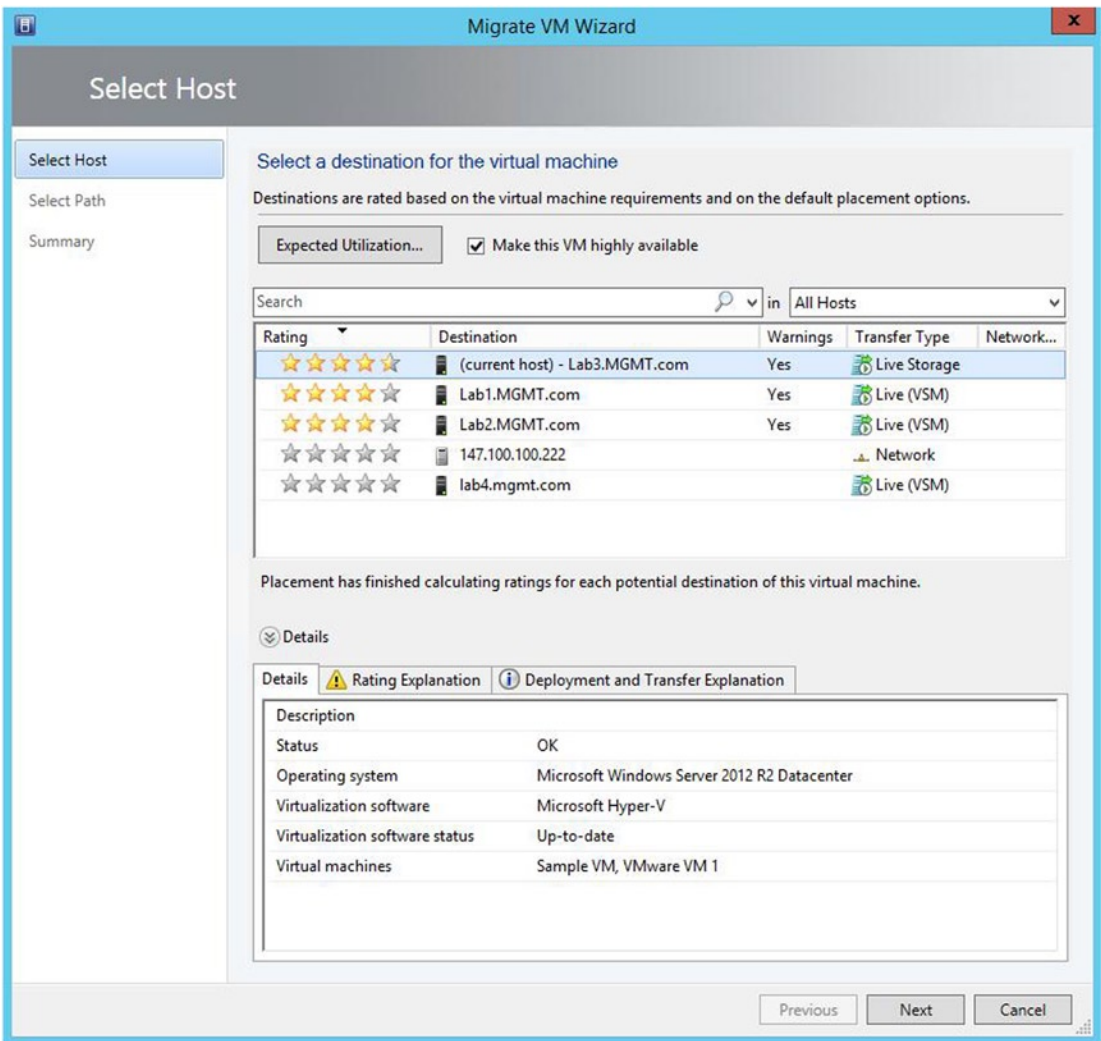 Migrate VM Wizard
x
Select Host
Select Host
Select Path
Summary
Select a destination for the virtual machine
Destinations are rated based on the virtual machine requirements and on the default placement options.
Expected Utilization... Make this VM highly available
Search in All Hosts
Rating Destination Warnings Transfer Type Network...
(current host) - Lab3.MGMT.com Yes Live Storage
Lab1.MGMT.com Yes Live (VSM)
Lab2.MGMT.com Yes Live (VSM)
147.100.100.222 Network
lab4.mgmt.com Live (VSM)
Placement has finished calculating ratings for each potential destination of this virtual machine.
Details
Details Rating Explanation Deployment and Transfer Explanation
Description
Status OK
Operating system Microsoft Windows Server 2012 R2 Datacenter
Virtualization software Microsoft Hyper-V
Virtualization software status Up-to-date
Virtual machines Sample VM, VMware VM 1
Previous Next Cancel